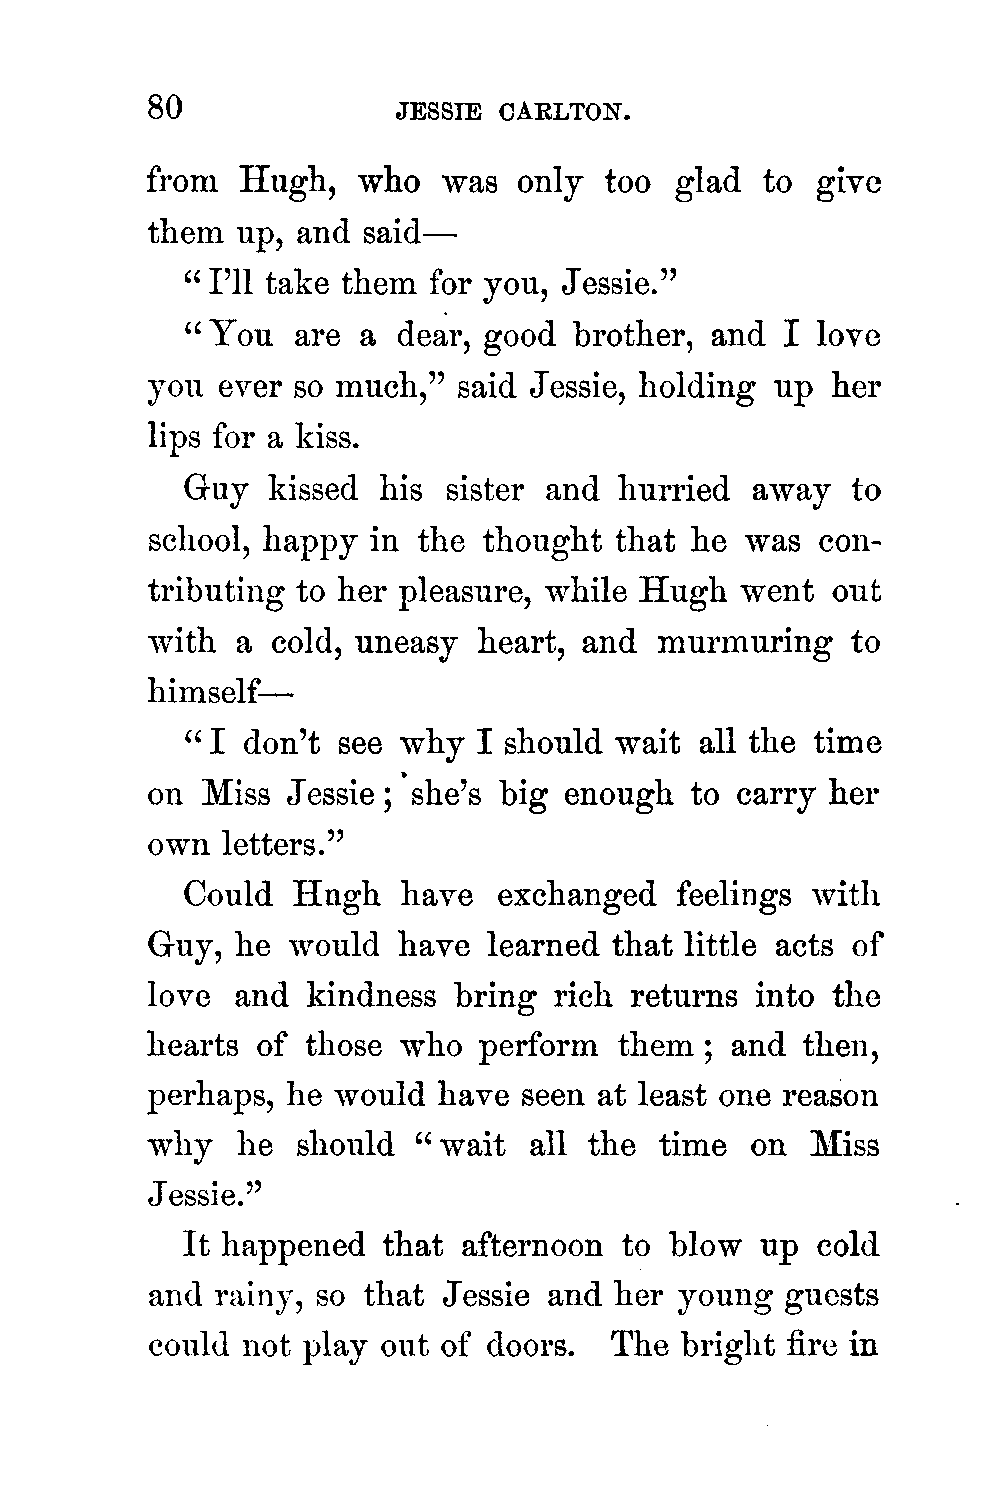 80 JESSIE CARLTON.
from Hugh, who was only too glad to give
them up, and said—
“I’ll take them for you, Jessie.”
“You are a dear, good brother, and I love
you ever so much,” said Jessie, holding up her
lips for a kiss.
Guy kissed his sister and hurried away to
school, happy in the thought that he was con-
tributing to her pleasure, while Hugh went out
with a cold, uneasy heart, and murmuring to
himself—
“I don’t see why I should wait all the time
on Miss Jessie; she’s big enough to carry her
own letters.”
Could Hngh have exchanged feelings with
Guy, he would have learned that little acts of
love and kindness bring rich returns into the
hearts of those who perform them; and then,
perhaps, he would have seen at least one reason
why he should “wait all the time on Miss
Jessie.”
It happened that afternoon to blow up cold
and rainy, so that Jessie and her young guests
could not play out of doors. The bright fire in